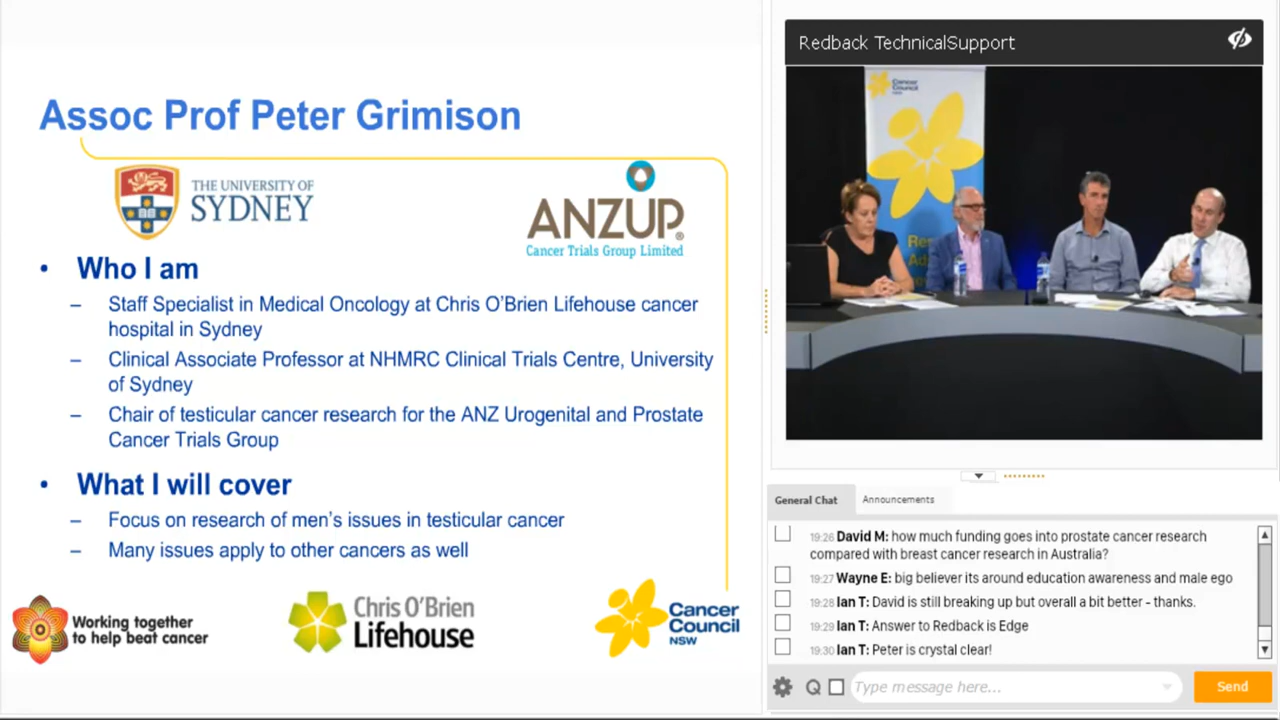 Assoc Prof Peter Grimison
THE UNIVERSITY OF
SYDNEY
ANZUP
Cancer Trials Group Limited
• Who I am
– Staff Specialist in Medical Oncology at Chris O'Brien Lifehouse cancer
hospital in Sydney
– Clinical Associate Professor at NHMRC Clinical Trials Centre, University
of Sydney
– Chair of testicular cancer research for the ANZ Urogenital and Prostate
Cancer Trials Group
• What I will cover
– Focus on research of men's issues in testicular cancer
– Many issues apply to other cancers as well
Working together
to help beat cancer
Chris O'Brien
Lifehouse
Cancer
Council
NSW
Redback TechnicalSupport
Cancer
Council
General Chat
Announcements
19:26 David M: how much funding goes into prostate cancer research
compared with breast cancer research in Australia?
19:27 Wayne E: big believer its around education awareness and male ego
19:28 Ian T: David is still breaking up but overall a bit better - thanks.
19:29 Ian T: Answer to Redback is Edge
19:30 Ian T: Peter is crystal clear!
Q
Type message here...
Send